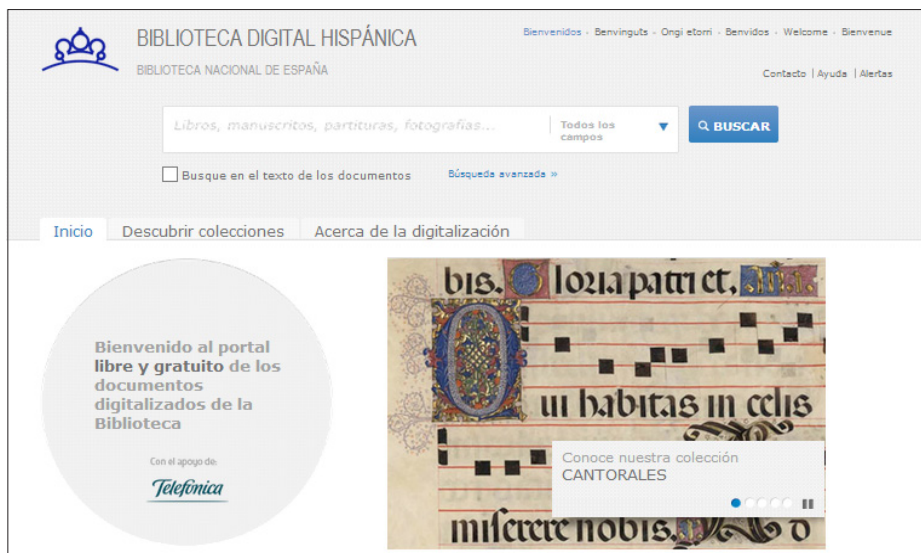 BIBLIOTECA DIGITAL HISPÁNICA
BIBLIOTECA NACIONAL DE ESPAÑA
Bienvenidos - Benvinguts - Ongi etorri - Benvidos - Welcome - Bienvenue
Contacto | Ayuda | Alertas
Libros, manuscritos, partituras, fotografías...
Todos los
campos
BUSCAR
Busque en el texto de los documentos
Búsqueda avanzada »
Inicio
Descubrir colecciones
Acerca de la digitalización
Bienvenido al portal
libre y gratuito de los
documentos
digitalizados de la
Biblioteca
Con el apoyo de:
Telefónica
bis. Gloria patri et.
Qui habitas in celis
Conoce nuestra colección
CANTORALES
miserere nobis.